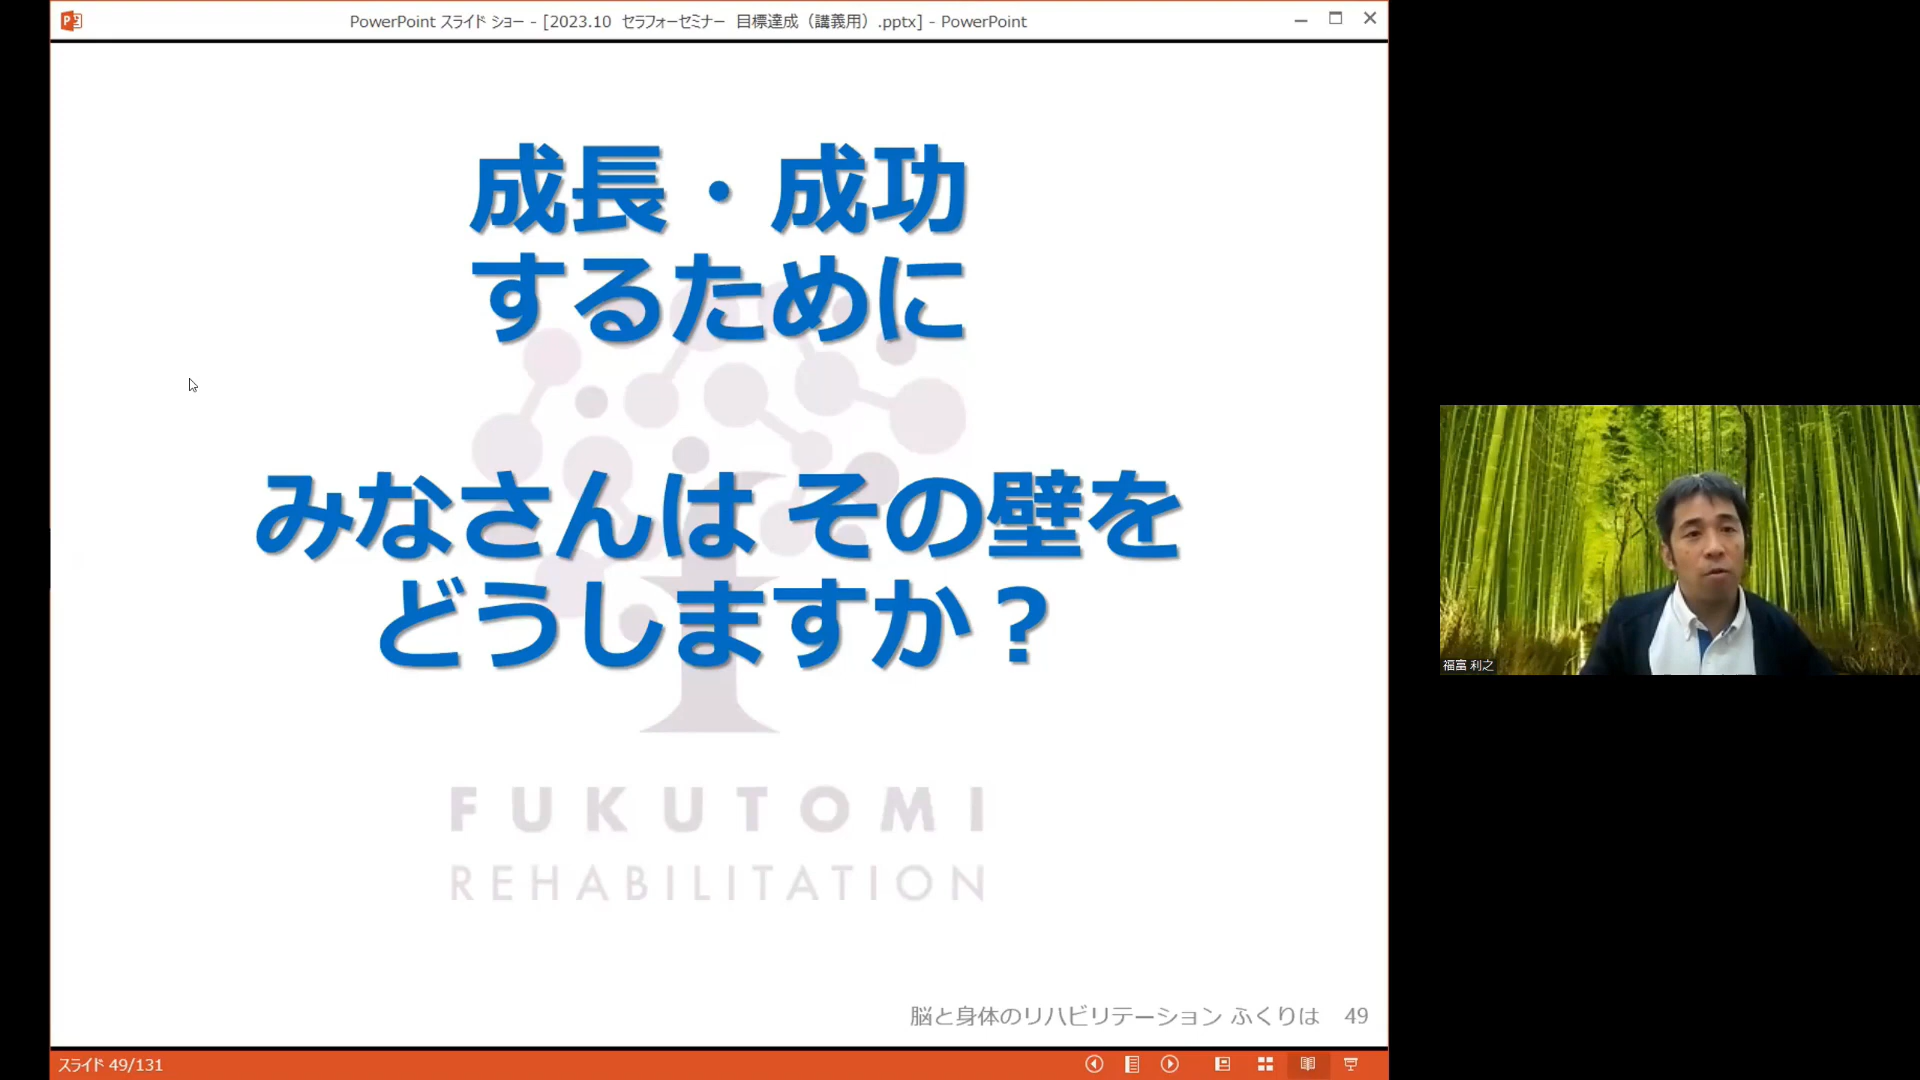 PowerPoint スライド ショー - [2023.10 セラフォーセミナー 目標達成（講義用）.pptx] - PowerPoint
成長・成功
するために
みなさんは その壁を
どうしますか？
FUKUTOMI
REHABILITATION
脳と身体のリハビリテーション ふくりは 49
スライド 49/131
福富 利之